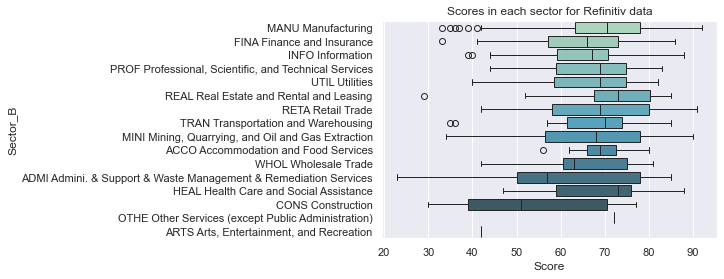 Scores in each sector for Refinitiv data
MANU Manufacturing
FINA Finance and Insurance
INFO Information
PROF Professional, Scientific, and Technical Services
UTIL Utilities
REAL Real Estate and Rental and Leasing
RETA Retail Trade
TRAN Transportation and Warehousing
MINI Mining, Quarrying, and Oil and Gas Extraction
ACCO Accommodation and Food Services
WHOL Wholesale Trade
ADMI Admini. & Support & Waste Management & Remediation Services
HEAL Health Care and Social Assistance
CONS Construction
OTHE Other Services (except Public Administration)
ARTS Arts, Entertainment, and Recreation
Sector_B
20 30 40 50 60 70 80 90
Score